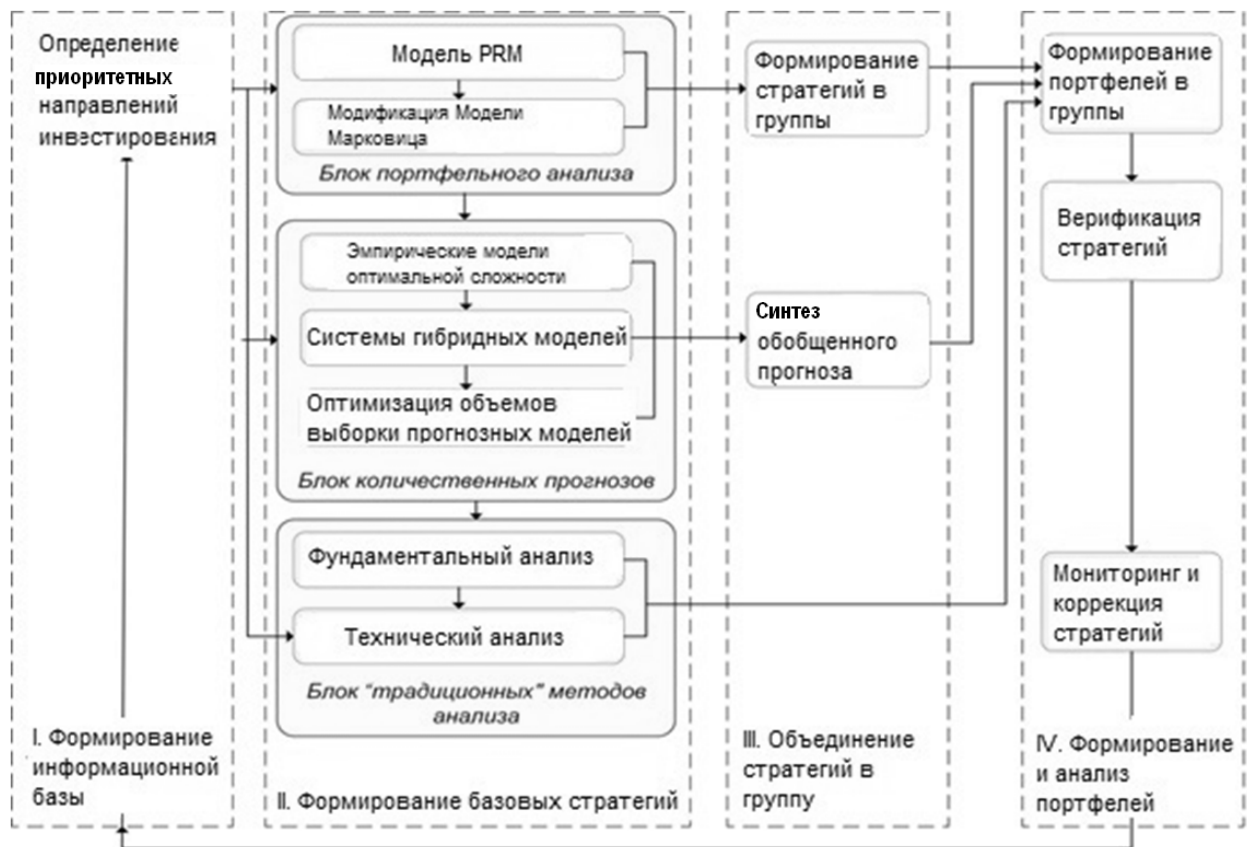 Определение
приоритетных
направлений
инвестирования
I. Формирование
информационной
базы
Модель PRM
Модификация Модели
Марковица
Блок портфельного анализа
Эмпирические модели
оптимальной сложности
Системы гибридных моделей
Оптимизация объемов
выборки прогнозных моделей
Блок количественных прогнозов
Фундаментальный анализ
Технический анализ
Блок "традиционных" методов
анализа
II. Формирование базовых стратегий
Формирование
стратегий в
группы
Синтез
обобщенного
прогноза
III. Объединение
стратегий в
группу
Формирование
портфелей в
группы
Верификация
стратегий
Мониторинг и
коррекция
стратегий
IV. Формирование
и анализ
портфелей